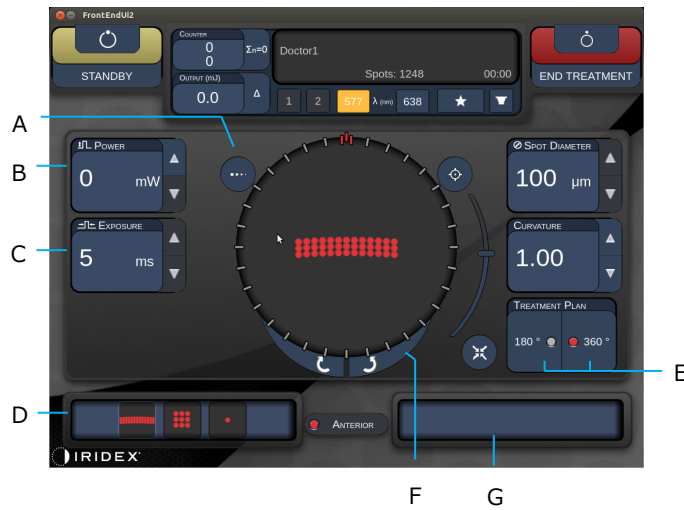 FrontEndUi2
STANDBY
COUNTER
0
0
Σn=0
OUTPUT (mJ)
0.0
Δ
Doctor1
Spots: 1248
00:00
1
2
577
λ (nm)
638
END TREATMENT
A
B
C
D
E
F
G
POWER
0
mW
EXPOSURE
5
ms
SPOT DIAMETER
100
μm
CURVATURE
1.00
TREATMENT PLAN
180 °
360 °
ANTERIOR
IRIDEX